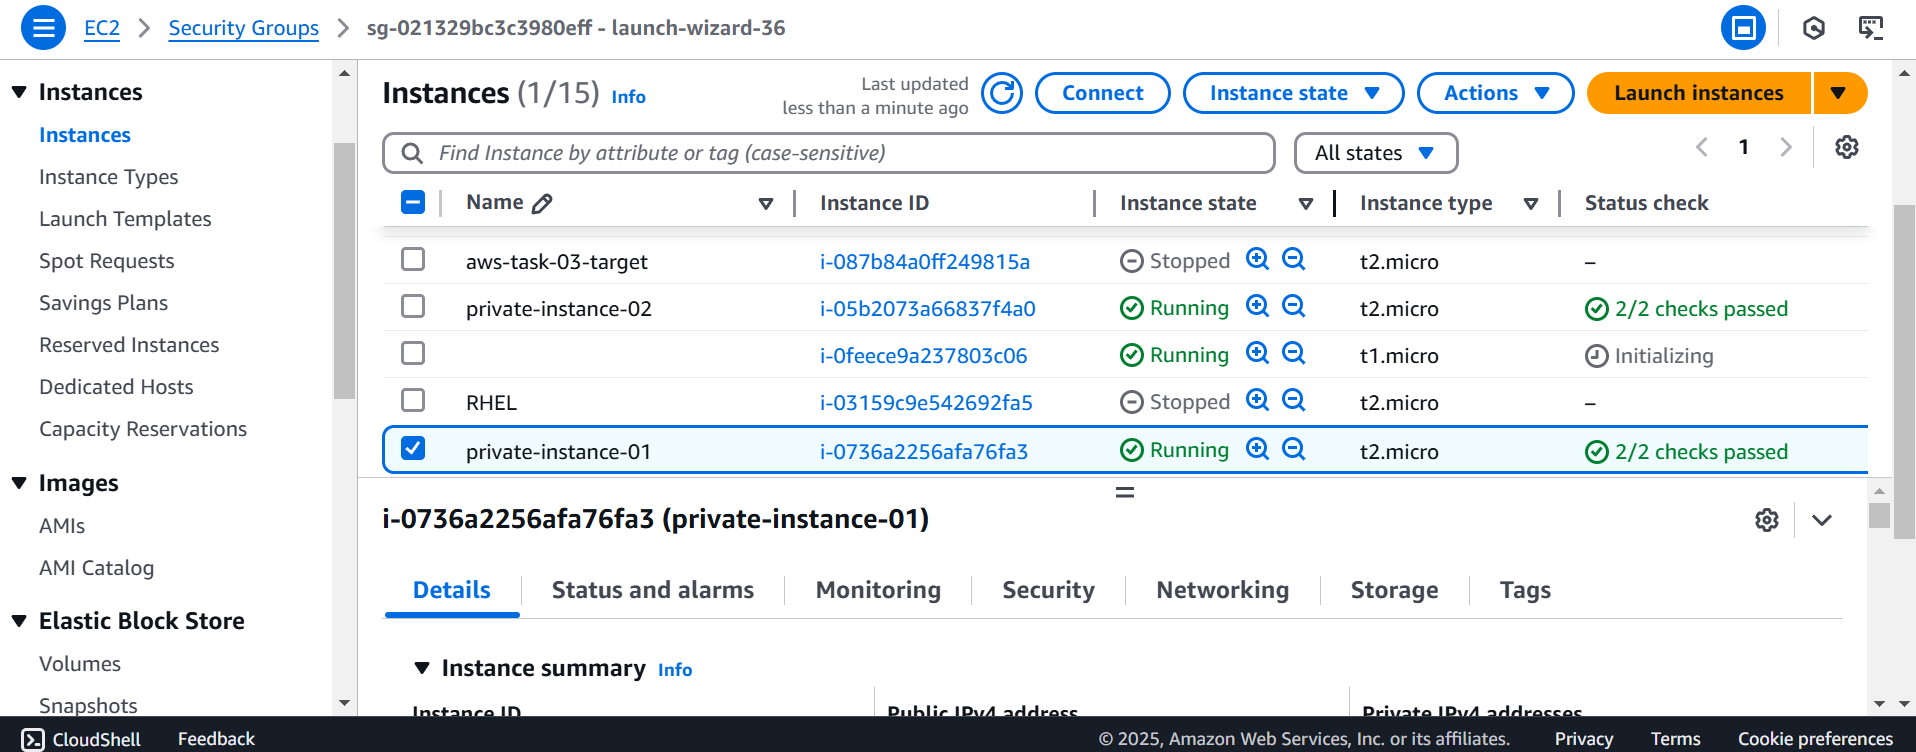 EC2 > Security Groups > sg-021329bc3c3980eff - launch-wizard-36
Instances
Instances
Instance Types
Launch Templates
Spot Requests
Savings Plans
Reserved Instances
Dedicated Hosts
Capacity Reservations
Images
AMIs
AMI Catalog
Elastic Block Store
Volumes
Snapshots
Instances (1/15) Info
Last updated
less than a minute ago
Connect
Instance state
Actions
Launch instances
Find Instance by attribute or tag (case-sensitive)
All states
1
Name Instance ID Instance state Instance type Status check
aws-task-03-target i-087b84a0ff249815a Stopped t2.micro –
private-instance-02 i-05b2073a66837f4a0 Running t2.micro 2/2 checks passed
i-0feece9a237803c06 Running t1.micro Initializing
RHEL i-03159c9e542692fa5 Stopped t2.micro –
private-instance-01 i-0736a2256afa76fa3 Running t2.micro 2/2 checks passed
i-0736a2256afa76fa3 (private-instance-01)
Details Status and alarms Monitoring Security Networking Storage Tags
Instance summary Info
Instance ID Public IPv4 address Private IPv4 addresses
CloudShell Feedback © 2025, Amazon Web Services, Inc. or its affiliates. Privacy Terms Cookie preferences